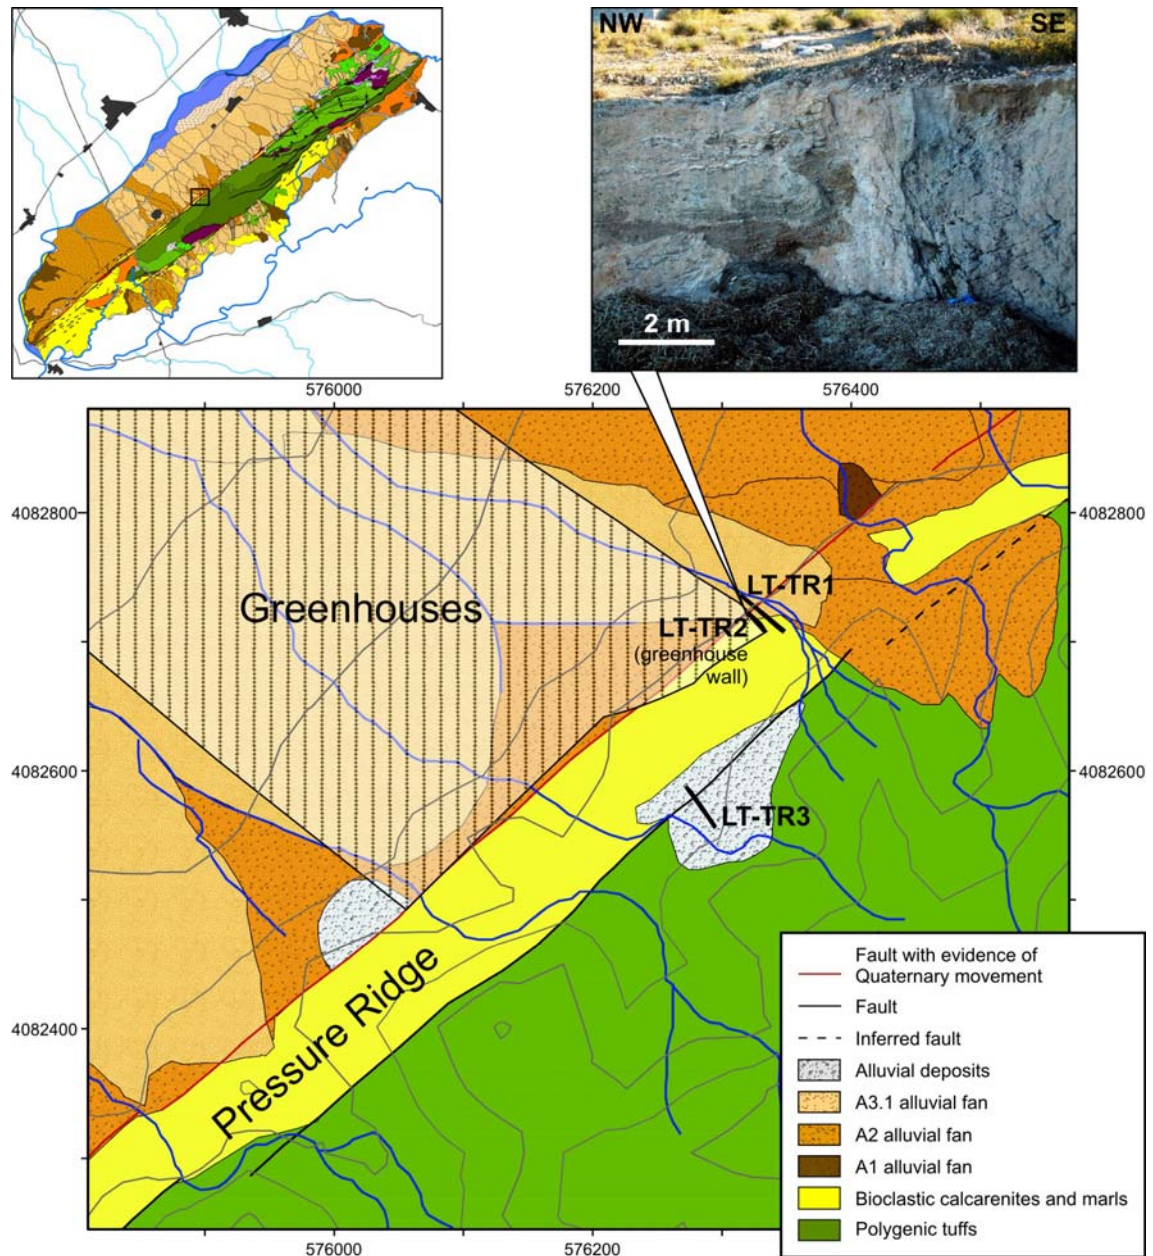 NW
SE
2 m
576000
576200
576400
4082800
4082800
LT-TR1
Greenhouses
LT-TR2
(greenhouse
wall)
4082600
4082600
LT-TR3
Pressure Ridge
4082400
Fault with evidence of
Quaternary movement
Fault
Inferred fault
Alluvial deposits
A3.1 alluvial fan
A2 alluvial fan
A1 alluvial fan
Bioclastic calcarenites and marls
Polygenic tuffs
576000
576200